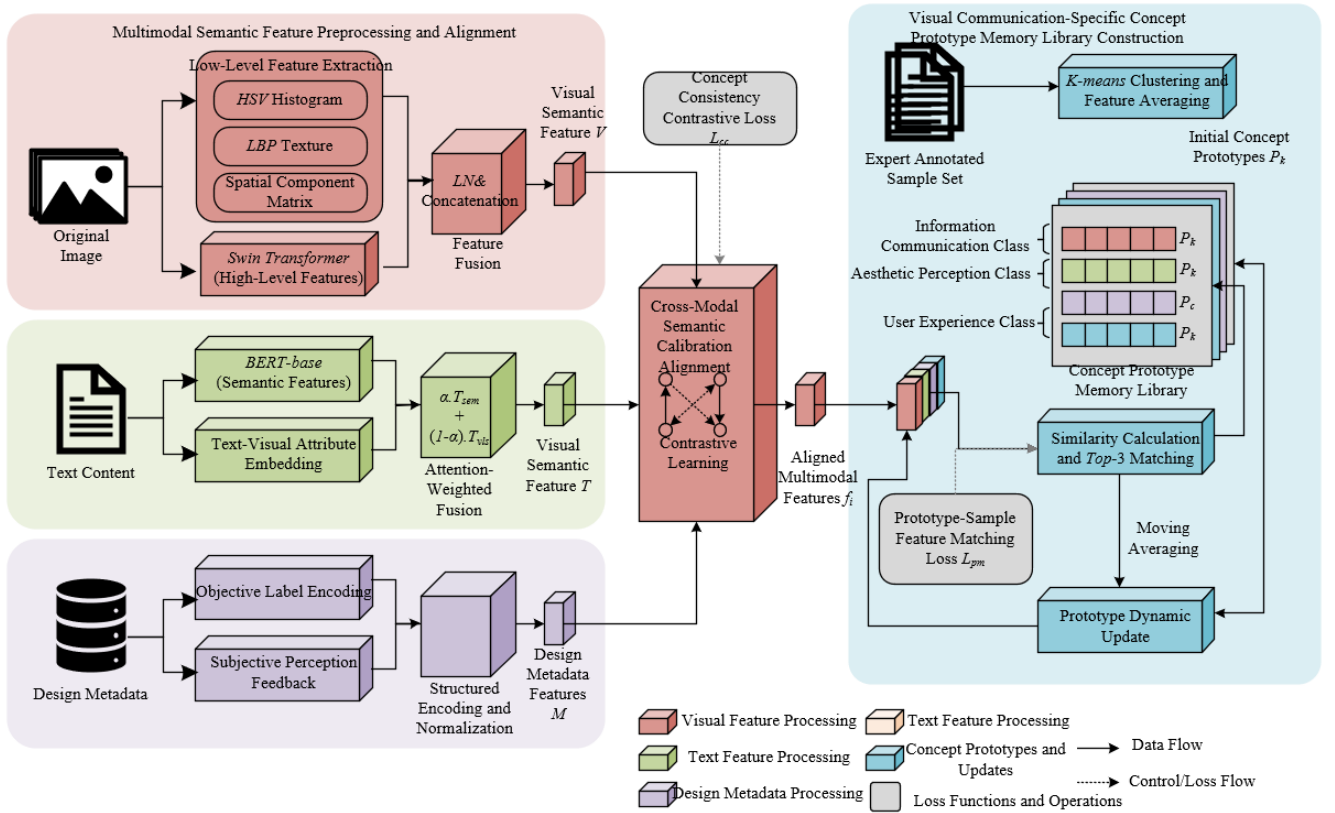 Multimodal Semantic Feature Preprocessing and Alignment
Low-Level Feature Extraction
HSV Histogram
LBP Texture
Spatial Component
Matrix
Original
Image
Swin Transformer
(High-Level Features)
LN&
Concatenation
Feature
Fusion
Visual
Semantic
Feature V
Concept
Consistency
Contrastive Loss
Lcc
BERT-base
(Semantic Features)
Text-Visual Attribute
Embedding
Text Content
α.Tsem
+
(1-α).Tvls
Attention-
Weighted
Fusion
Visual
Semantic
Feature T
Objective Label Encoding
Subjective Perception
Feedback
Design Metadata
Structured
Encoding and
Normalization
Design
Metadata
Features
M
Cross-Modal
Semantic
Calibration
Alignment
Contrastive
Learning
Aligned
Multimodal
Features fi
Visual Communication-Specific Concept
Prototype Memory Library Construction
Expert Annotated
Sample Set
K-means Clustering and
Feature Averaging
Initial Concept
Prototypes Pk
Information
Communication Class
Aesthetic Perception Class
User Experience Class
Pk
Pk
Pc
Pk
Concept Prototype
Memory Library
Similarity Calculation
and Top-3 Matching
Prototype-Sample
Feature Matching
Loss Lpm
Moving
Averaging
Prototype Dynamic
Update
Visual Feature Processing
Text Feature Processing
Text Feature Processing
Concept Prototypes and
Updates
Design Metadata Processing
Loss Functions and Operations
Data Flow
Control/Loss Flow